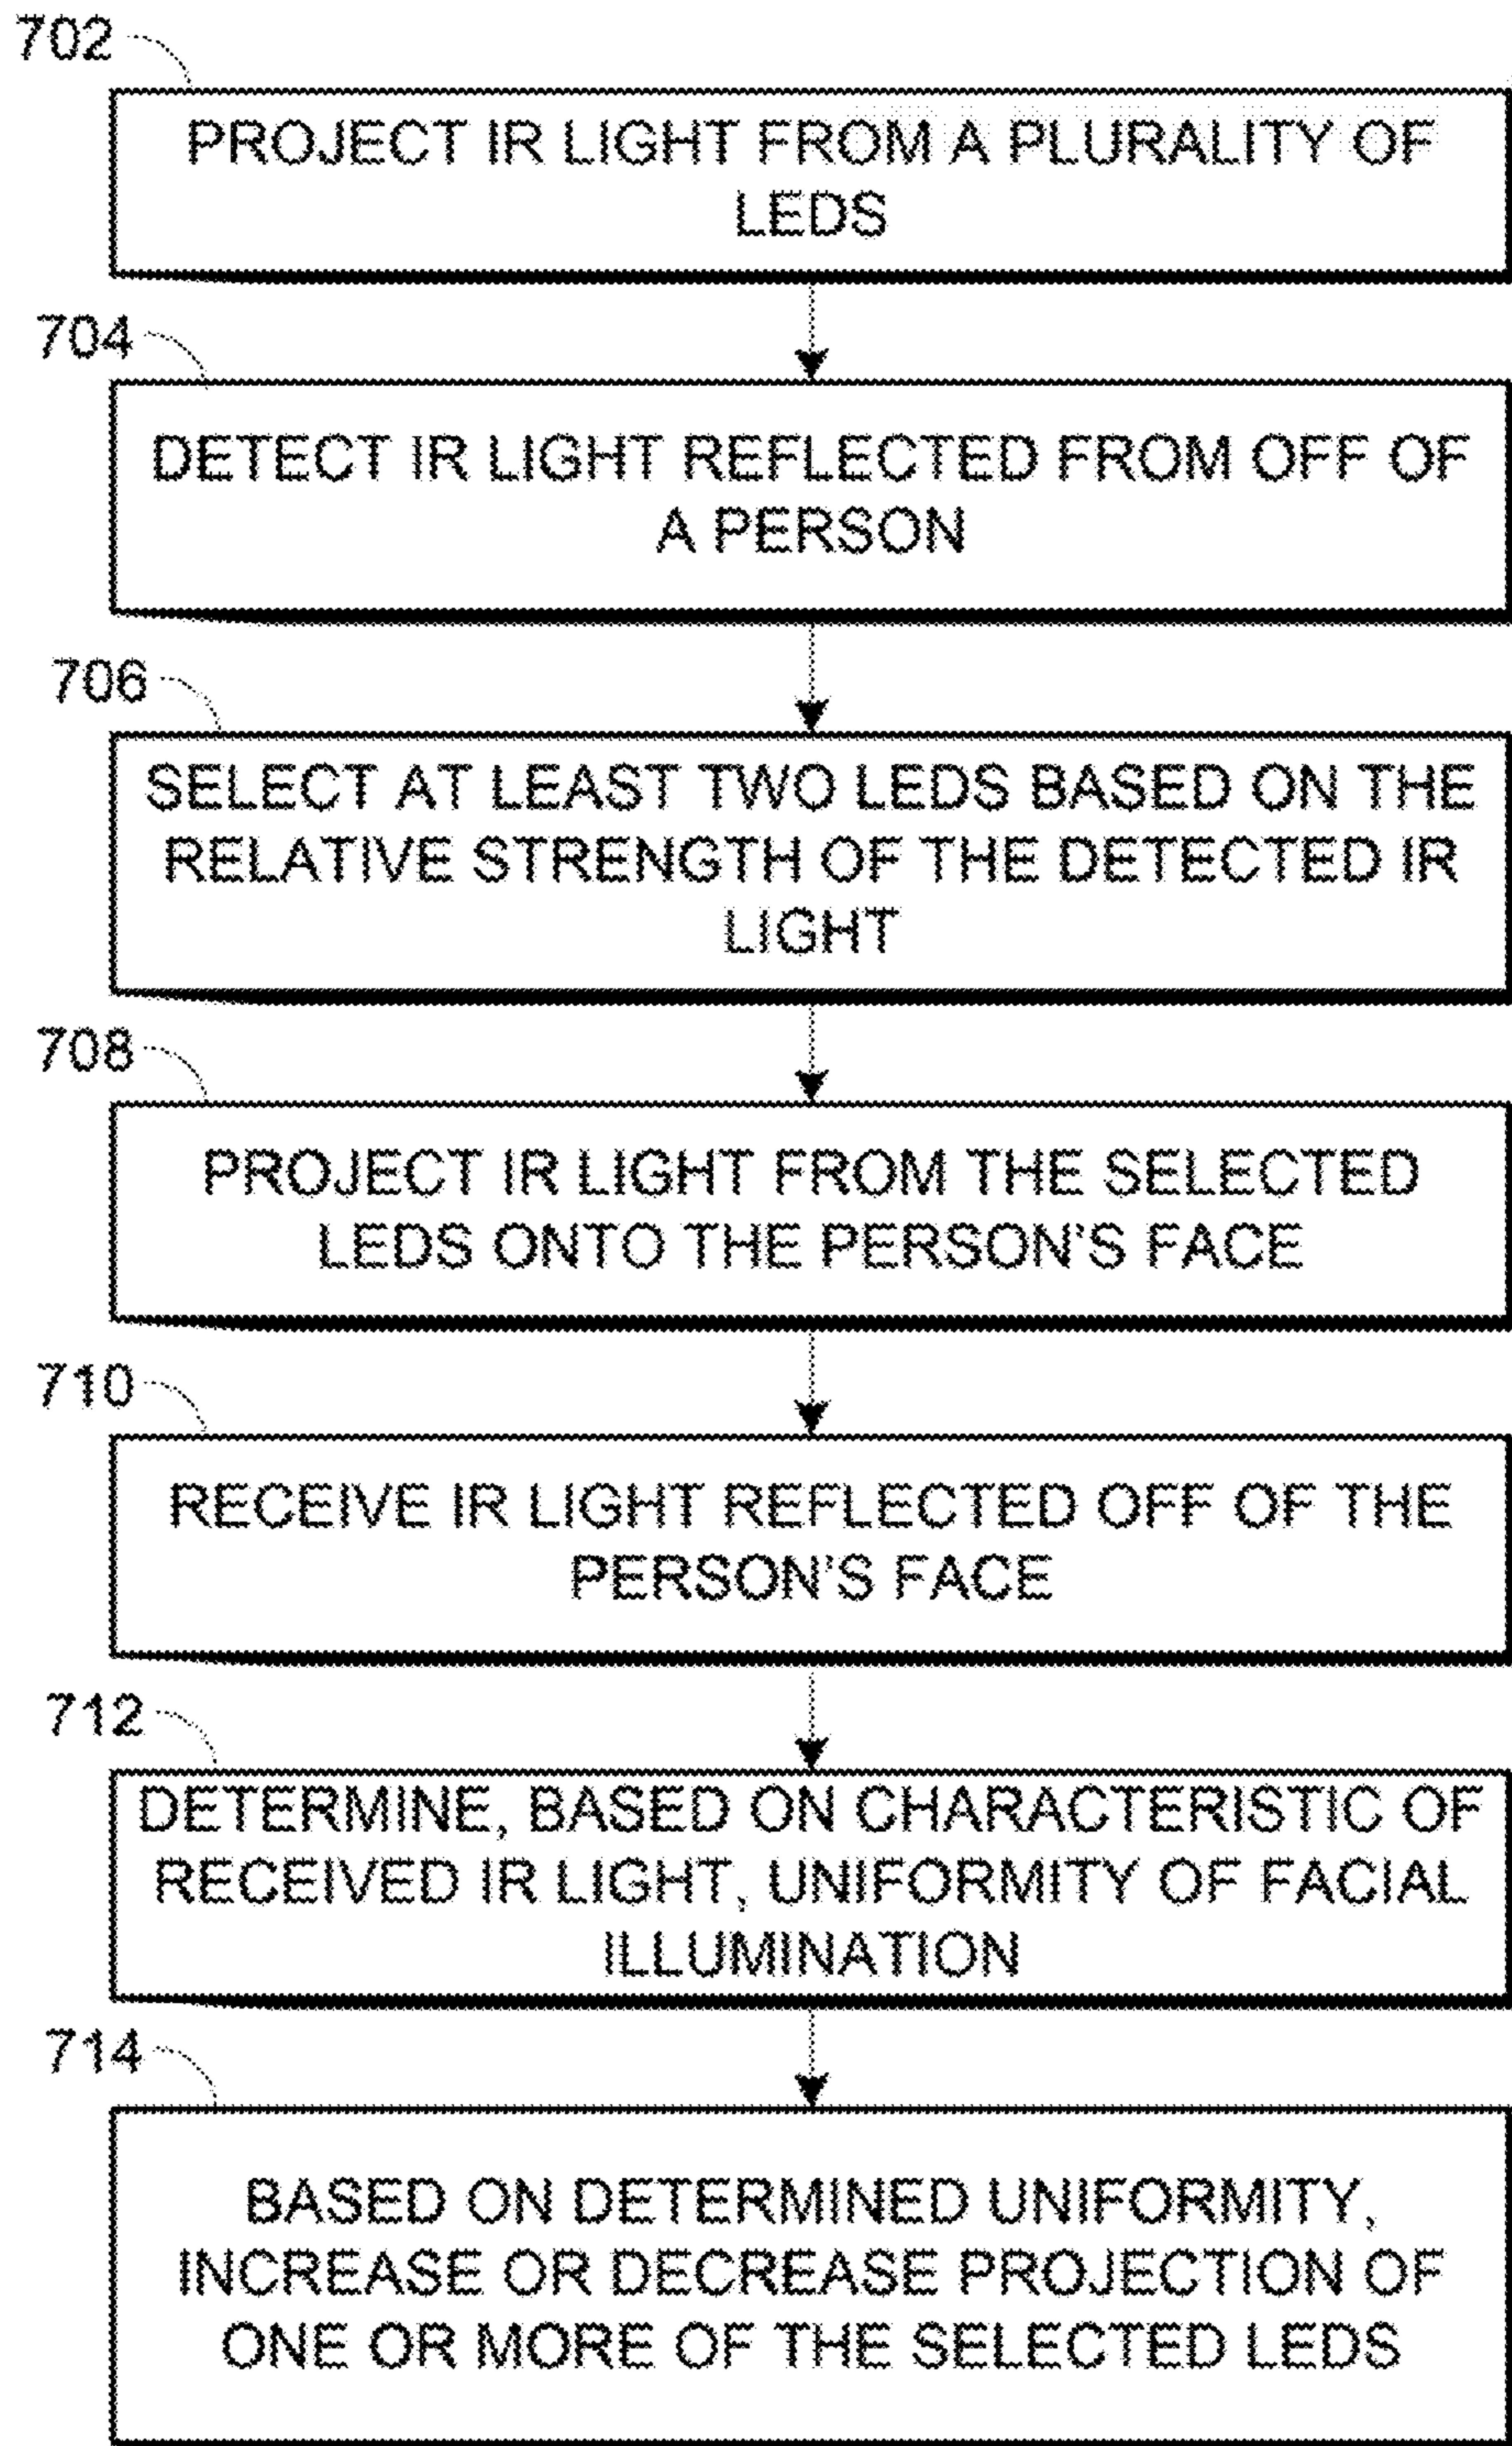 702
PROJECT IR LIGHT FROM A PLURALITY OF
LEDS
704
DETECT IR LIGHT REFLECTED FROM OFF OF
A PERSON
706
SELECT AT LEAST TWO LEDS BASED ON THE
RELATIVE STRENGTH OF THE DETECTED IR
LIGHT
708
PROJECT IR LIGHT FROM THE SELECTED
LEDS ONTO THE PERSON'S FACE
710
RECEIVE IR LIGHT REFLECTED OFF OF THE
PERSON'S FACE
712
DETERMINE, BASED ON CHARACTERISTIC OF
RECEIVED IR LIGHT, UNIFORMITY OF FACIAL
ILLUMINATION
714
BASED ON DETERMINED UNIFORMITY,
INCREASE OR DECREASE PROJECTION OF
ONE OR MORE OF THE SELECTED LEDS